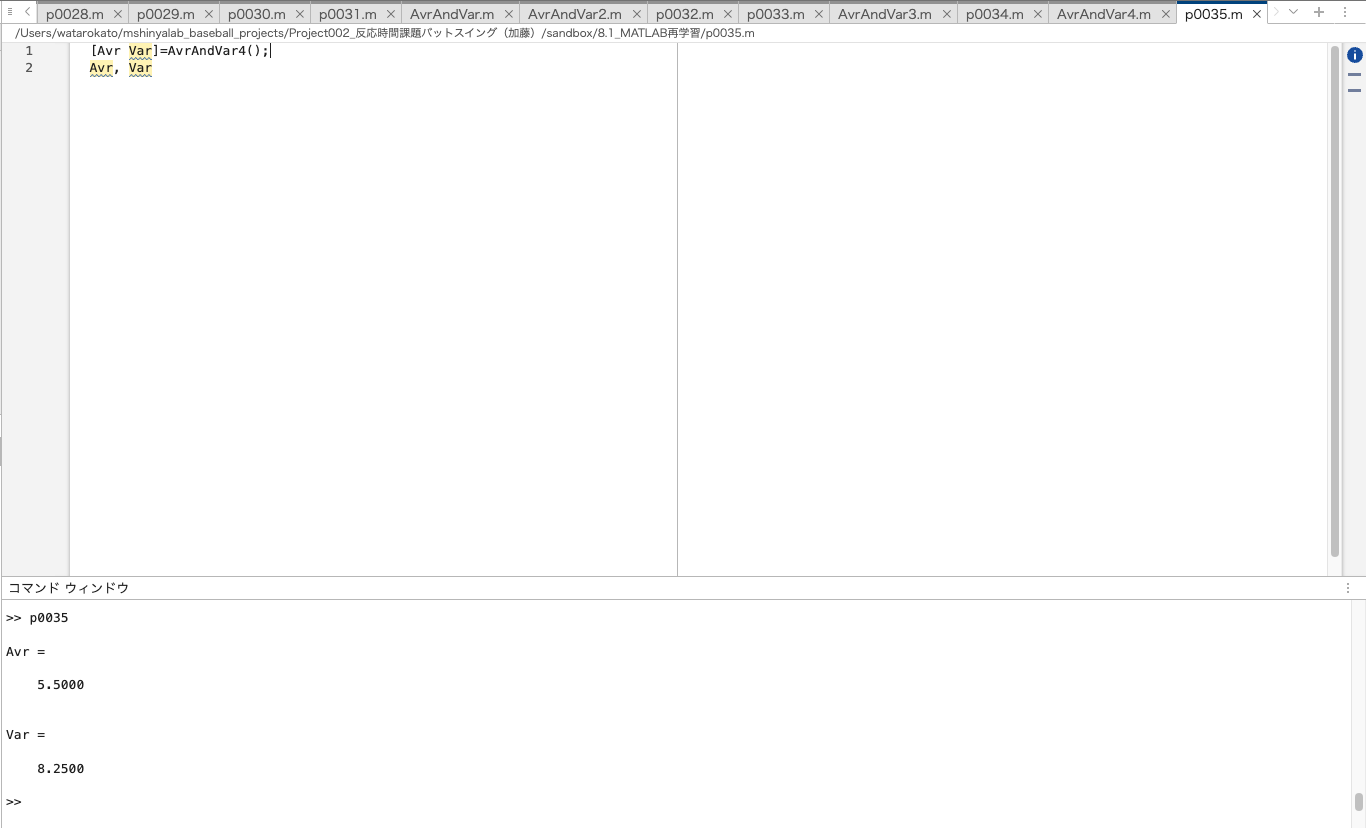 p0028.m × p0029.m × p0030.m × p0031.m × AvrAndVar.m × AvrAndVar2.m × p0032.m × p0033.m × AvrAndVar3.m × p0034.m × AvrAndVar4.m × p0035.m ×
/Users/watarokato/mshinyalab_baseball_projects/Project002_反応時間課題バットスイング（加藤）/sandbox/8.1_MATLAB再学習/p0035.m
1 [Avr Var]=AvrAndVar4();
2 Avr, Var
コマンド ウィンドウ
>> p0035
Avr =
5.5000
Var =
8.2500
>>